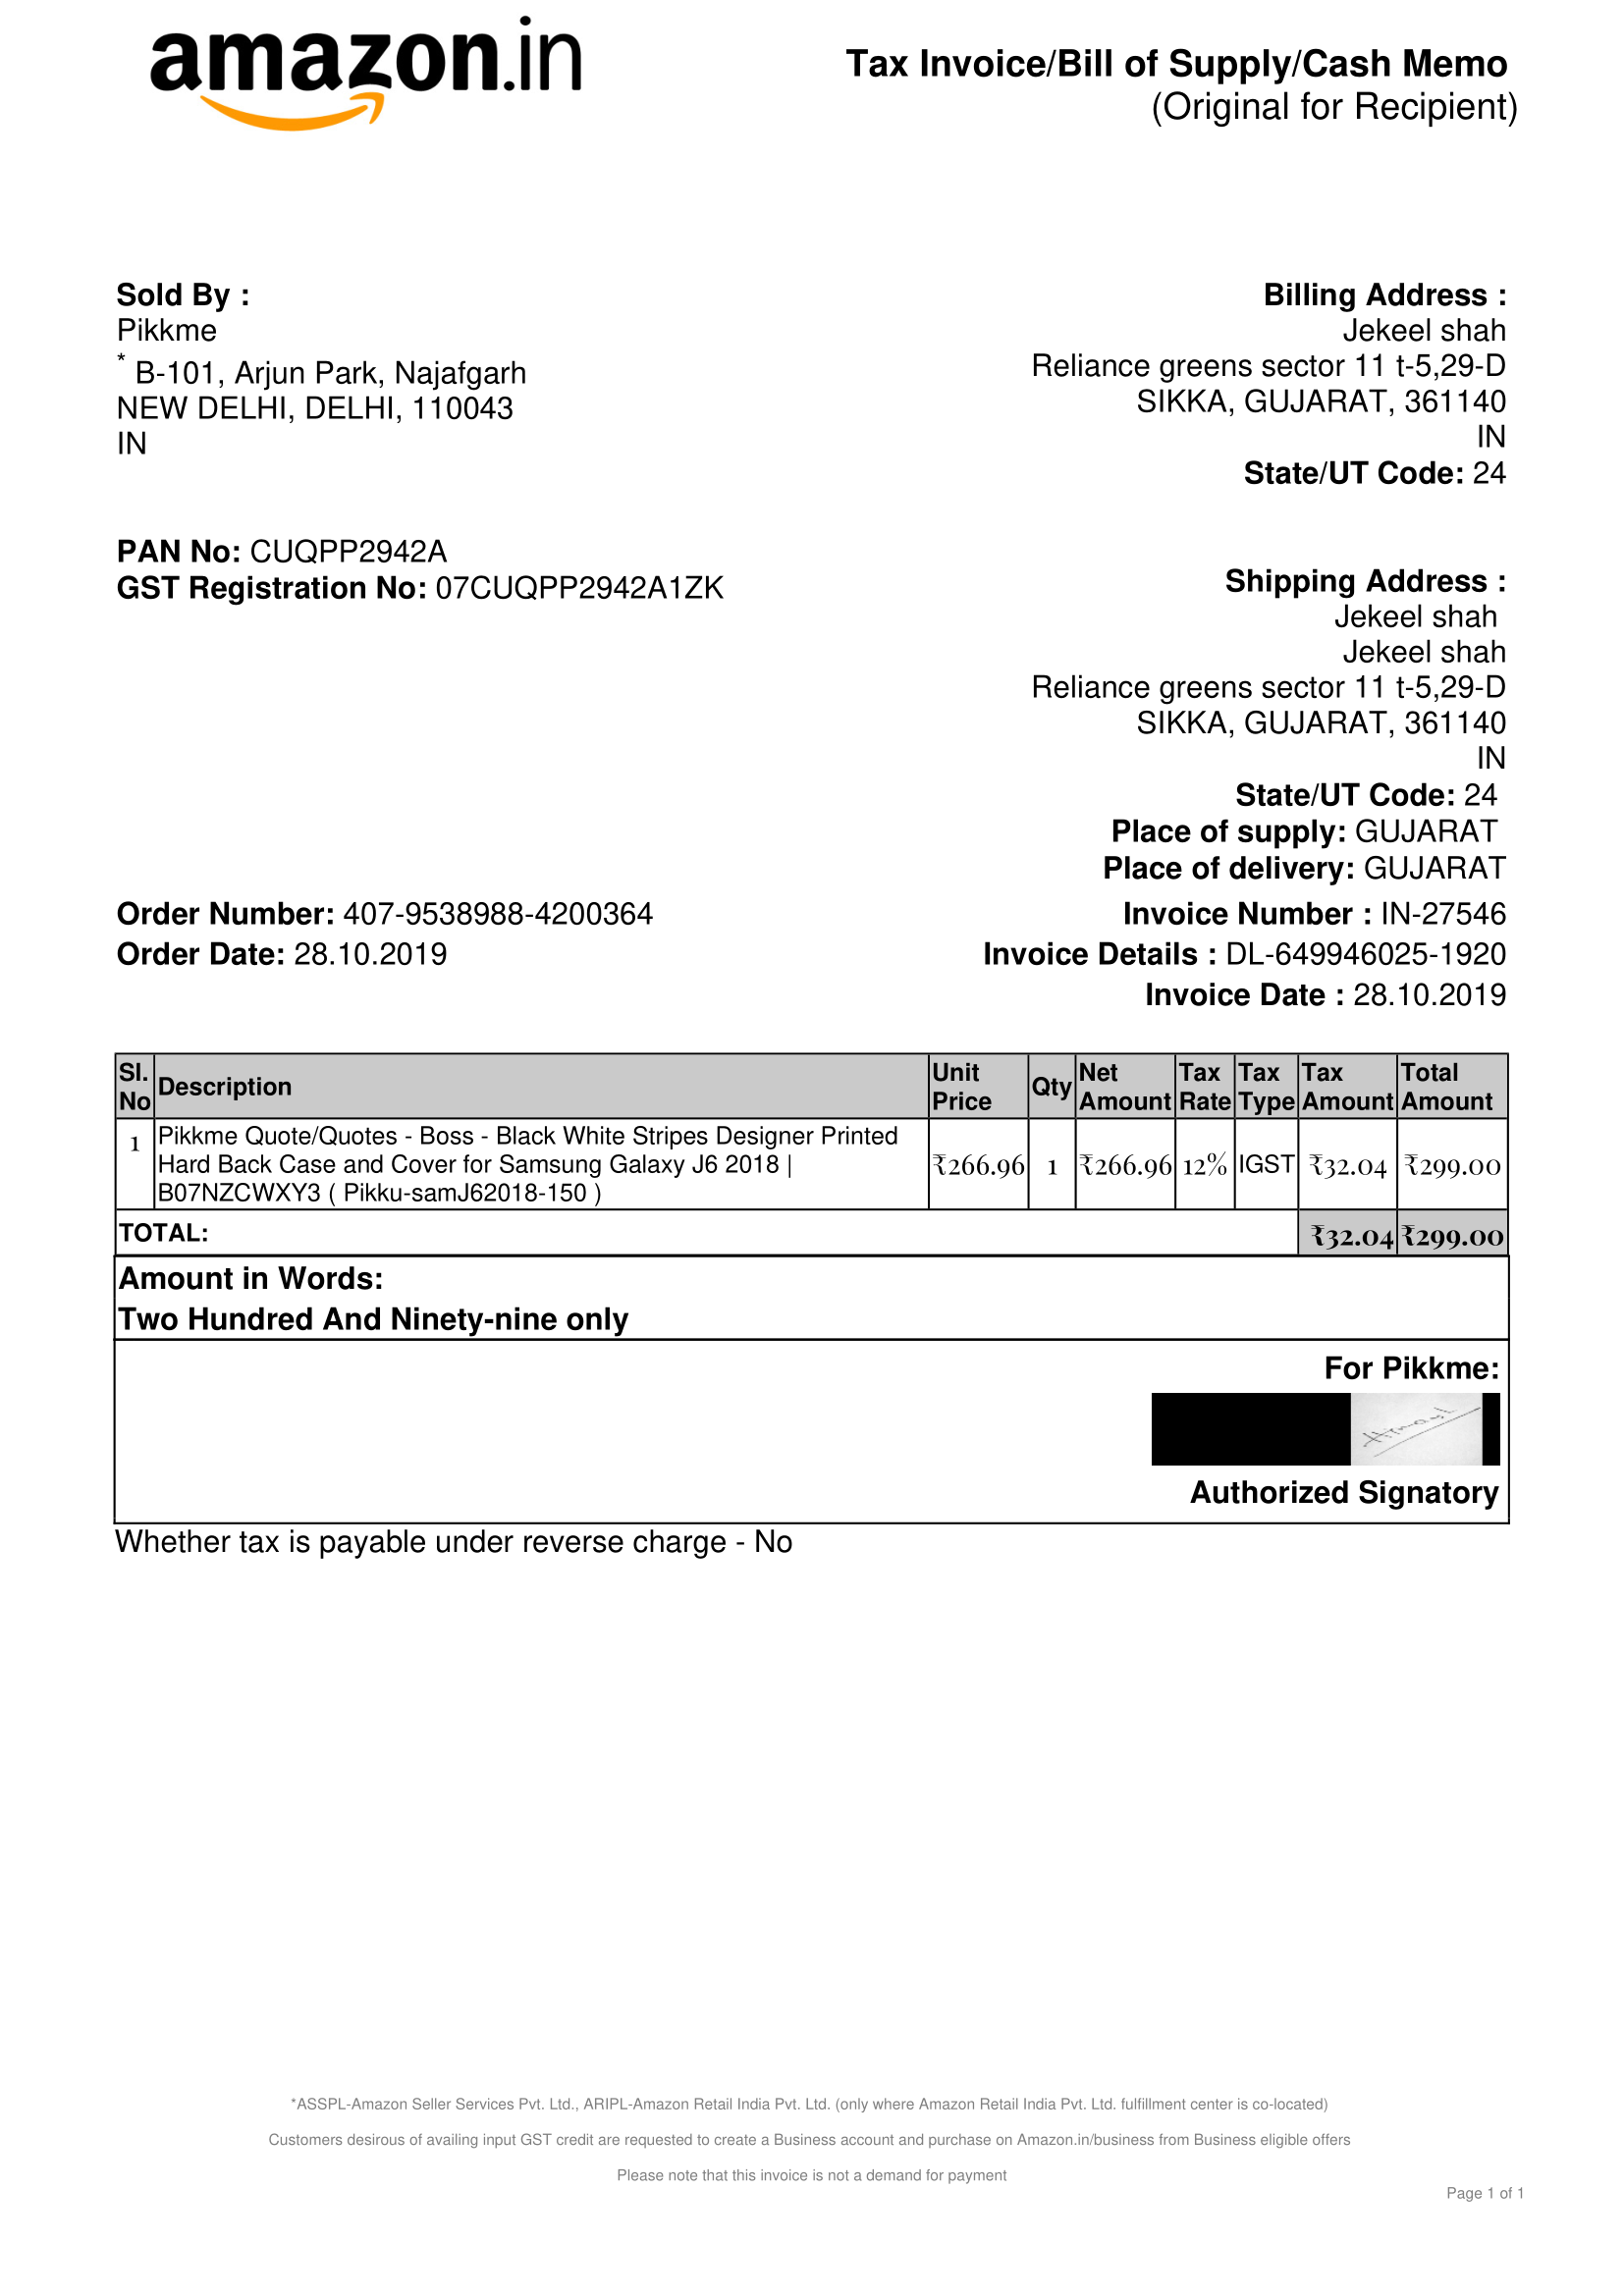 amazon.in
Tax Invoice/Bill of Supply/Cash Memo
(Original for Recipient)
Sold By :
Pikkme
* B-101, Arjun Park, Najafgarh
NEW DELHI, DELHI, 110043
IN
PAN No: CUQPP2942A
GST Registration No: 07CUQPP2942A1ZK
Billing Address :
Jekeel shah
Reliance greens sector 11 t-5,29-D
SIKKA, GUJARAT, 361140
IN
State/UT Code: 24
Shipping Address :
Jekeel shah
Jekeel shah
Reliance greens sector 11 t-5,29-D
SIKKA, GUJARAT, 361140
IN
State/UT Code: 24
Place of supply: GUJARAT
Place of delivery: GUJARAT
Order Number: 407-9538988-4200364
Order Date: 28.10.2019
Invoice Number : IN-27546
Invoice Details : DL-649946025-1920
Invoice Date : 28.10.2019
Sl. No Description Unit Price Qty Net Amount Tax Rate Tax Type Tax Amount Total Amount
1 Pikkme Quote/Quotes - Boss - Black White Stripes Designer Printed
Hard Back Case and Cover for Samsung Galaxy J6 2018 |
B07NZCWXY3 ( Pikku-samJ62018-150 )
₹266.96 1 ₹266.96 12% IGST ₹32.04 ₹299.00
TOTAL: ₹32.04 ₹299.00
Amount in Words:
Two Hundred And Ninety-nine only
For Pikkme:
Authorized Signatory
Whether tax is payable under reverse charge - No
*ASSPL-Amazon Seller Services Pvt. Ltd., ARIPL-Amazon Retail India Pvt. Ltd. (only where Amazon Retail India Pvt. Ltd. fulfillment center is co-located)
Customers desirous of availing input GST credit are requested to create a Business account and purchase on Amazon.in/business from Business eligible offers
Please note that this invoice is not a demand for payment
Page 1 of 1